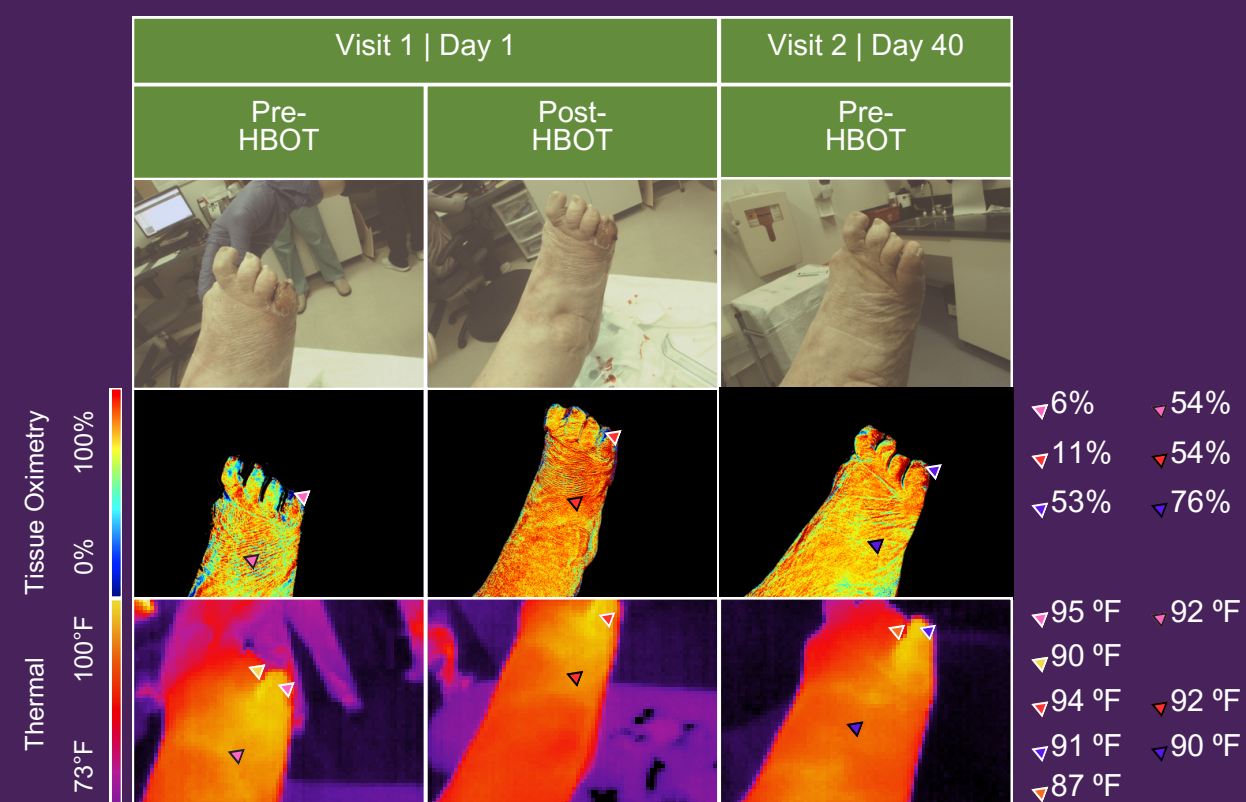 Visit 1 | Day 1
Visit 2 | Day 40
Pre-
HBOT
Post-
HBOT
Pre-
HBOT
Tissue Oximetry
0%
100%
6%
54%
11%
54%
53%
76%
Thermal
73°F
100°F
95 ºF
92 ºF
90 ºF
94 ºF
92 ºF
91 ºF
90 ºF
87 ºF